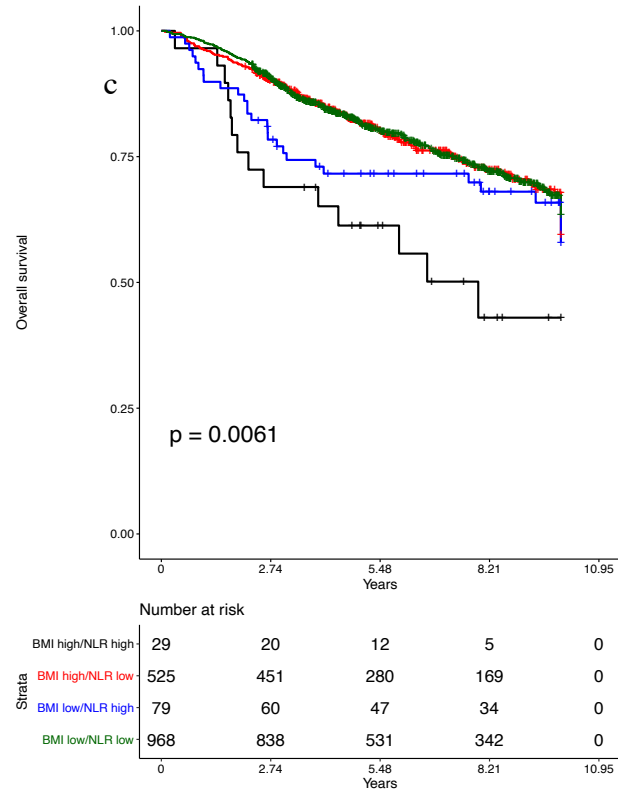 c
1.00
0.75
0.50
0.25
0.00
Overall survival
p = 0.0061
0 2.74 5.48 8.21 10.95
Years
Number at risk
Strata
BMI high/NLR high 29 20 12 5 0
BMI high/NLR low 525 451 280 169 0
BMI low/NLR high 79 60 47 34 0
BMI low/NLR low 968 838 531 342 0
0 2.74 5.48 8.21 10.95
Years